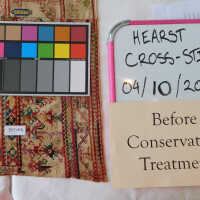 HEARST
CROSS-ST
04/10/20
Before
Conservat
Treatmen